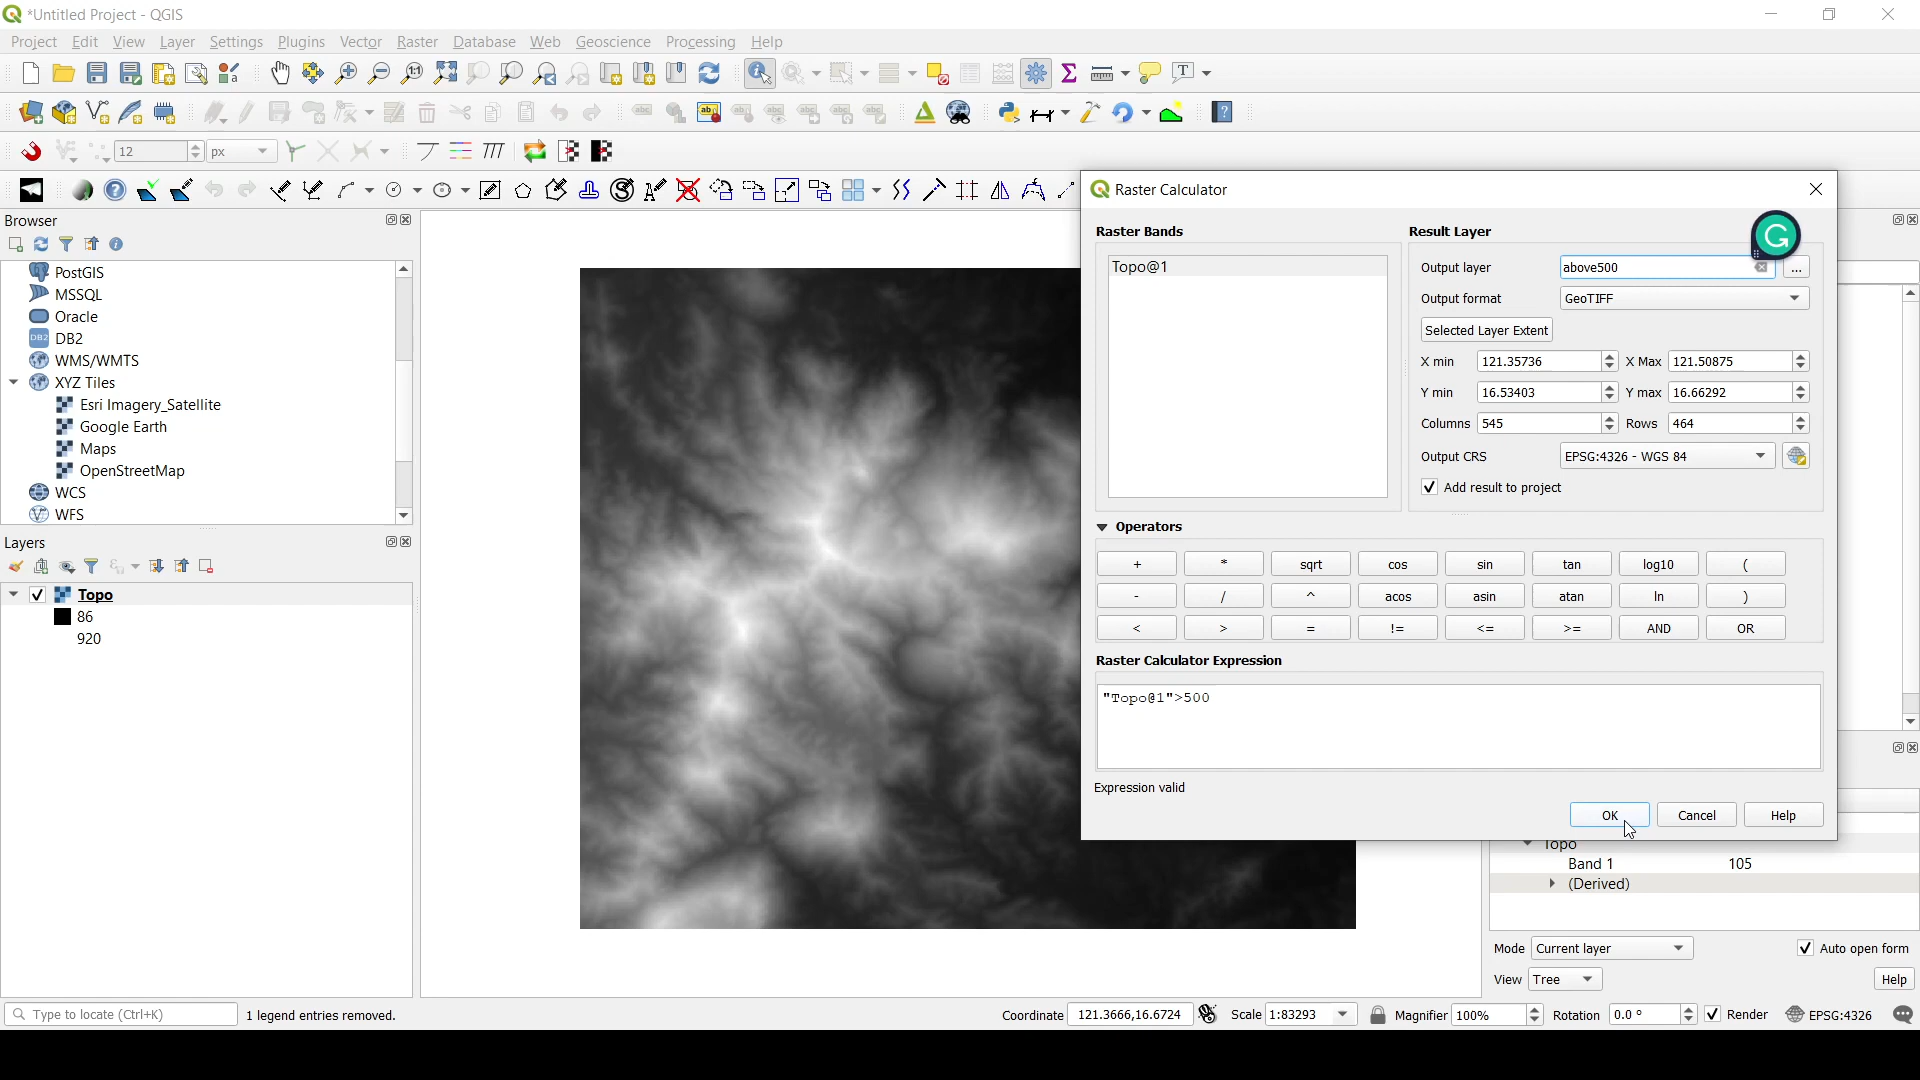 *Untitled Project - QGIS
Project Edit View Layer Settings Plugins Vector Raster Database Web Geoscience Processing Help
12 px
Browser
PostGIS
MSSQL
Oracle
DB2
WMS/WMTS
XYZ Tiles
Esri Imagery_Satellite
Google Earth
Maps
OpenStreetMap
WCS
WFS
Layers
Topo
86
920
Raster Calculator
Raster Bands
Topo@1
Result Layer
Output layer above500 ...
Output format GeoTIFF
Selected Layer Extent
X min 121.35736 X Max 121.50875
Y min 16.53403 Y max 16.66292
Columns 545 Rows 464
Output CRS EPSG:4326 - WGS 84
Add result to project
Operators
+ * sqrt cos sin tan log10 (
- / ^ acos asin atan ln )
< > = != <= >= AND OR
Raster Calculator Expression
"Topo@1">500
Expression valid
OK Cancel Help
Topo
Band 1 105
(Derived)
Mode Current layer Auto open form
View Tree Help
Type to locate (Ctrl+K) 1 legend entries removed. Coordinate 121.3666,16.6724 Scale 1:83293 Magnifier 100% Rotation 0.0 ° Render EPSG:4326